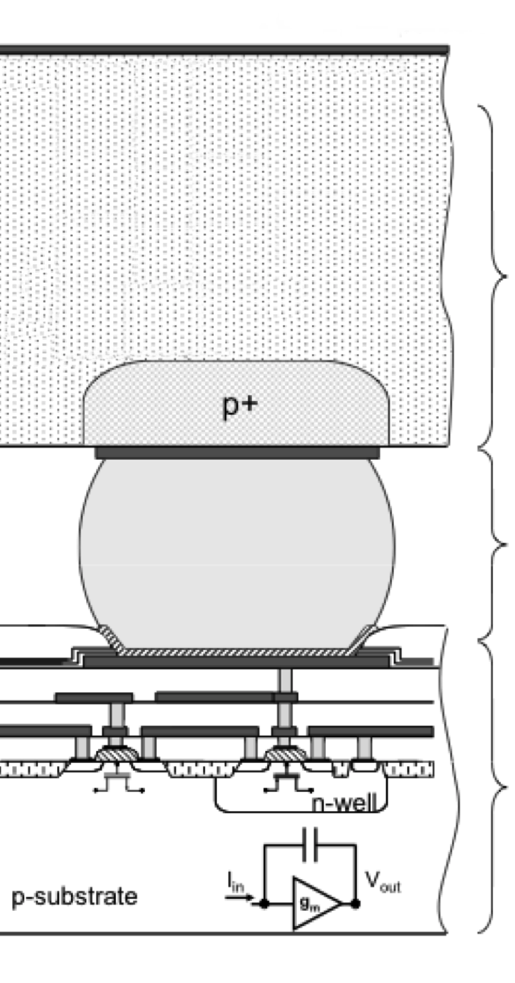 p+
n-well
p-substrate
I_in
g_m
V_out